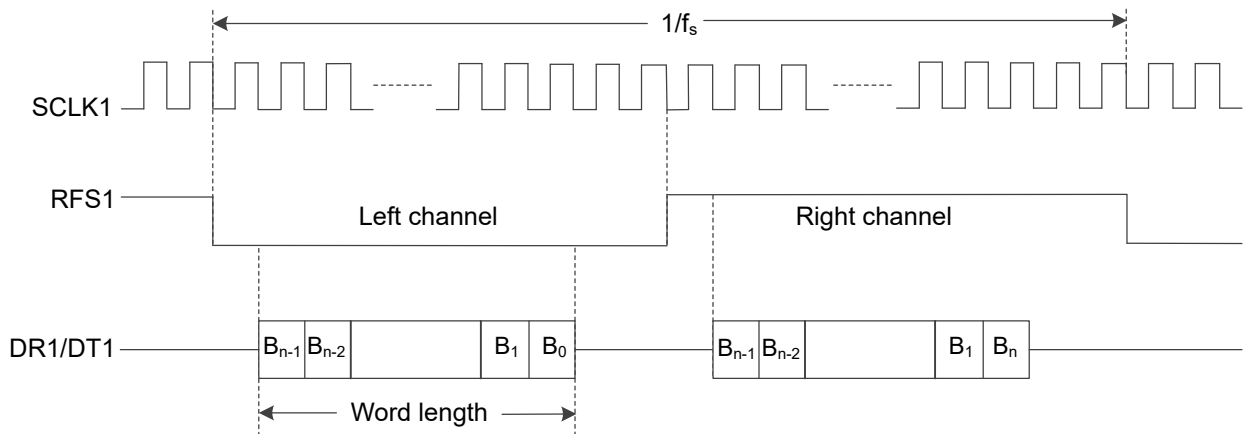 1/fs
SCLK1
RFS1
Left channel
Right channel
DR1/DT1
Bn-1 Bn-2 B1 B0 Bn-1 Bn-2 B1 Bn
Word length